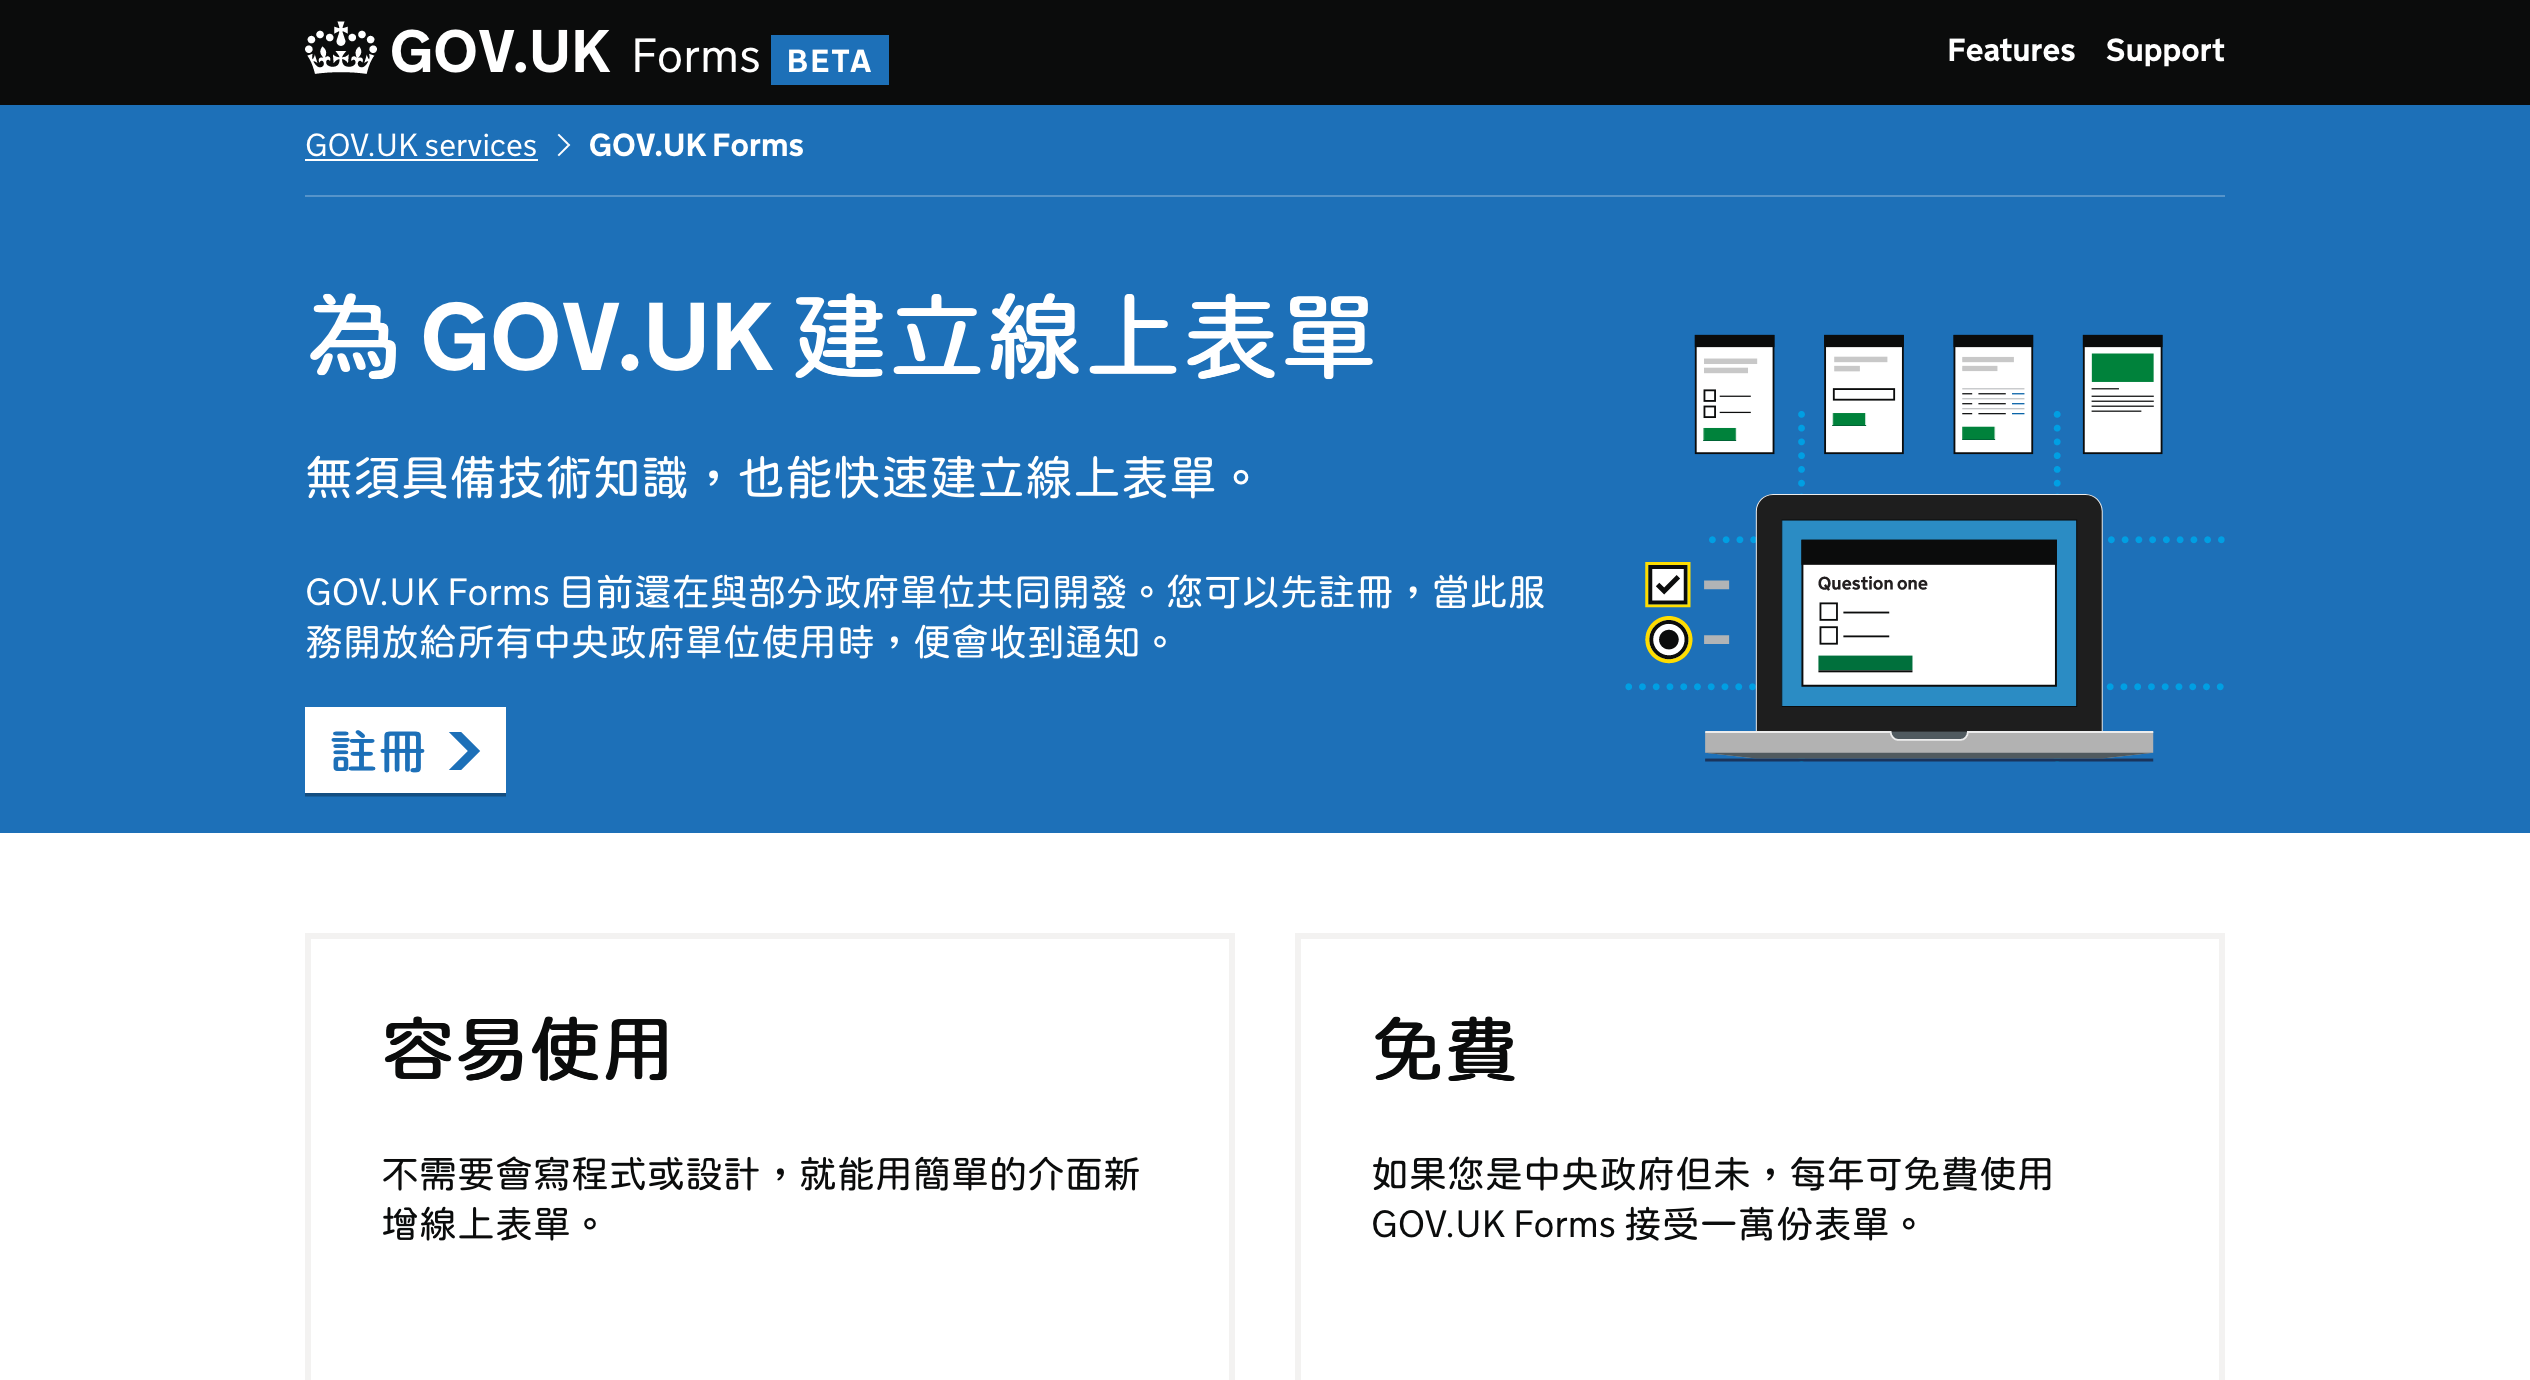 GOV.UK Forms BETA
Features Support
GOV.UK services > GOV.UK Forms
為 GOV.UK 建立線上表單
無須具備技術知識，也能快速建立線上表單。
GOV.UK Forms 目前還在與部分政府單位共同開發。您可以先註冊，當此服
務開放給所有中央政府單位使用時，便會收到通知。
註冊
Question one
容易使用
不需要會寫程式或設計，就能用簡單的介面新
增線上表單。
免費
如果您是中央政府但未，每年可免費使用
GOV.UK Forms 接受一萬份表單。